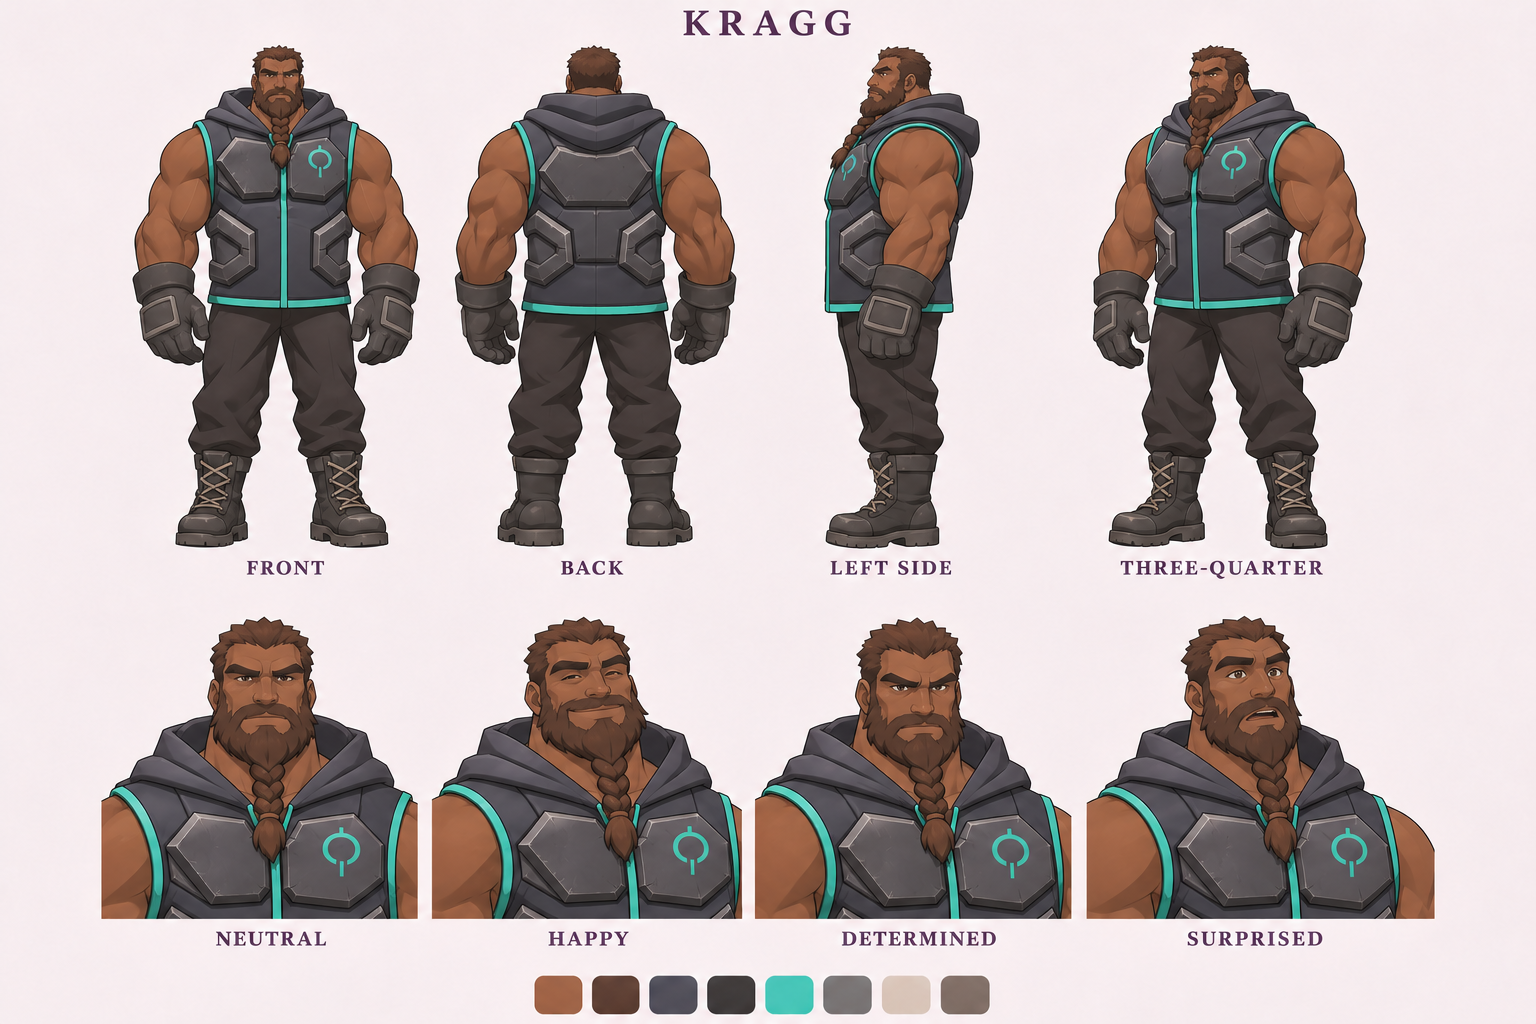 KRAGG
FRONT
BACK
LEFT SIDE
THREE-QUARTER
NEUTRAL
HAPPY
DETERMINED
SURPRISED